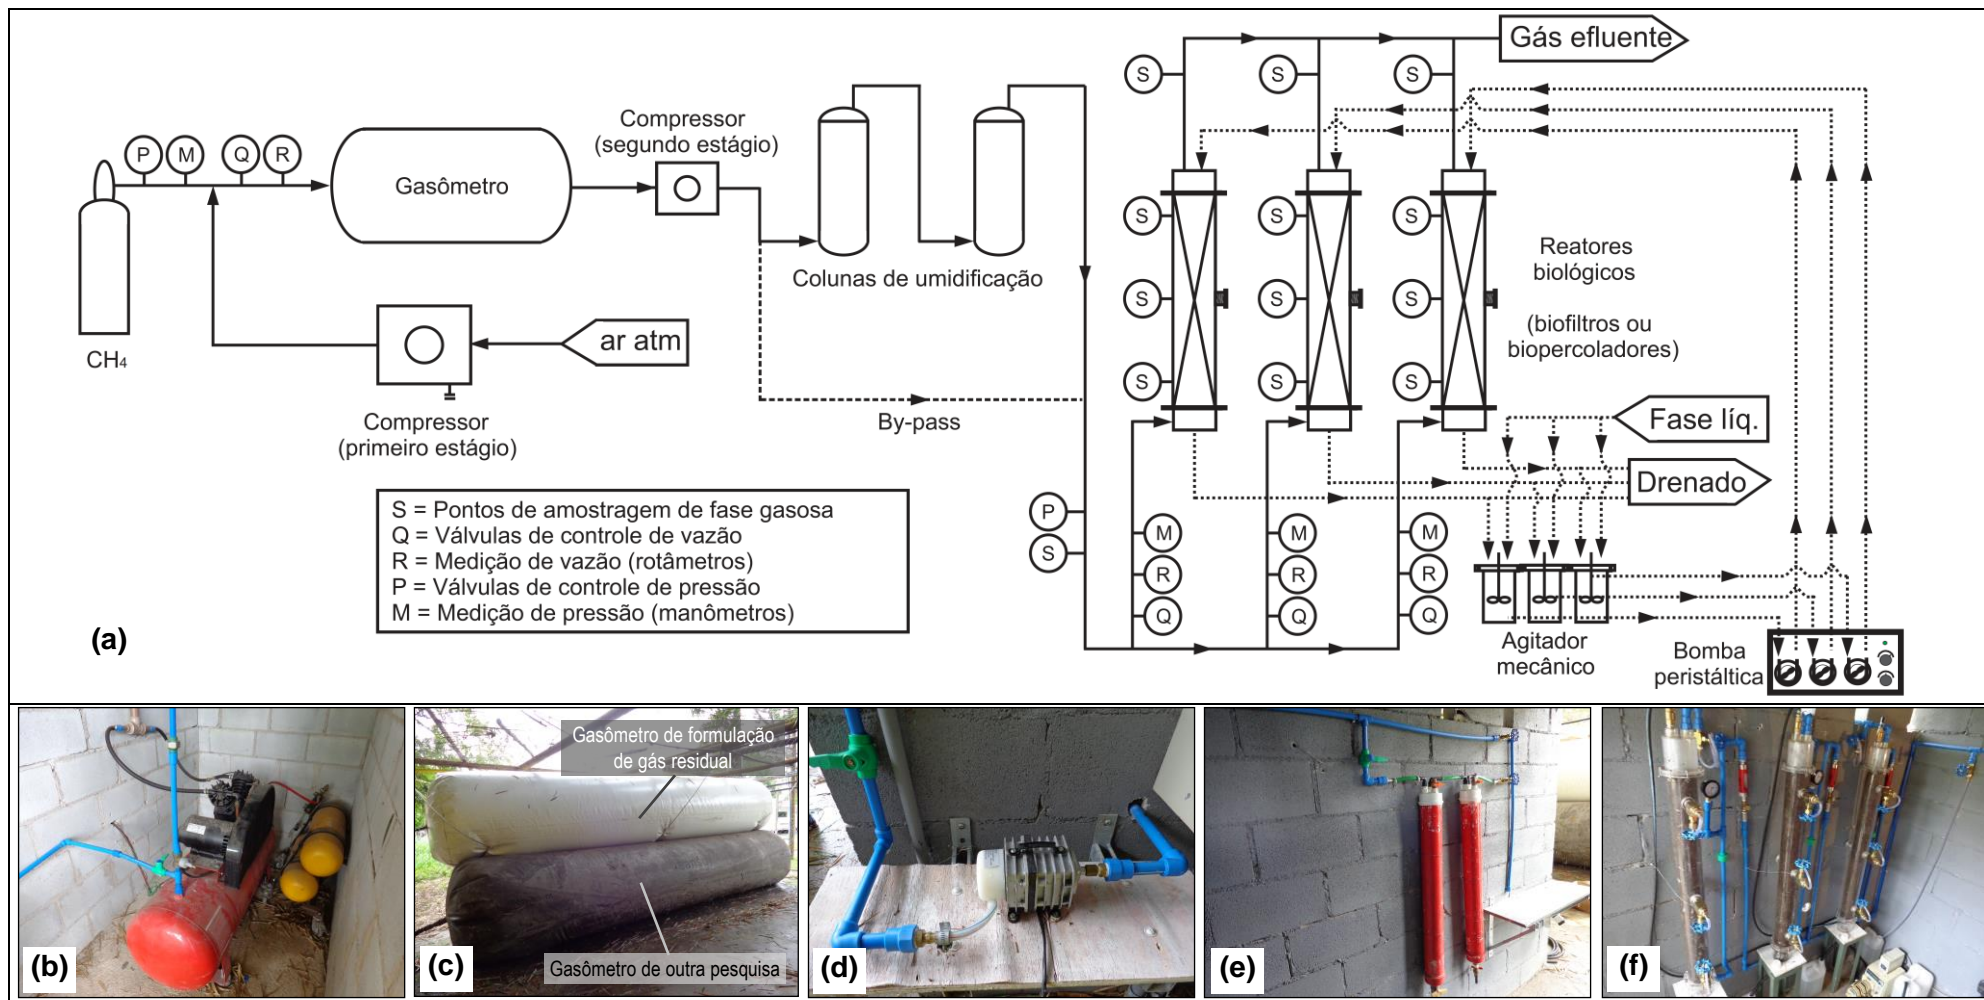 Gás efluente
S
S
S
Compressor
(segundo estágio)
P
M
Q
R
Gasômetro
CH₄
ar atm
Compressor
(primeiro estágio)
Colunas de umidificação
By-pass
S
S
S
S
S
S
S
S
S
Reatores
biológicos
(biofiltros ou
biopercoladores)
Fase líq.
Drenado
S = Pontos de amostragem de fase gasosa
Q = Válvulas de controle de vazão
R = Medição de vazão (rotâmetros)
P = Válvulas de controle de pressão
M = Medição de pressão (manômetros)
P
S
M
M
M
R
R
R
Q
Q
Q
Agitador
mecânico
Bomba
peristáltica
(a)
(b)
Gasômetro de formulação
de gás residual
Gasômetro de outra pesquisa
(c)
(d)
(e)
(f)